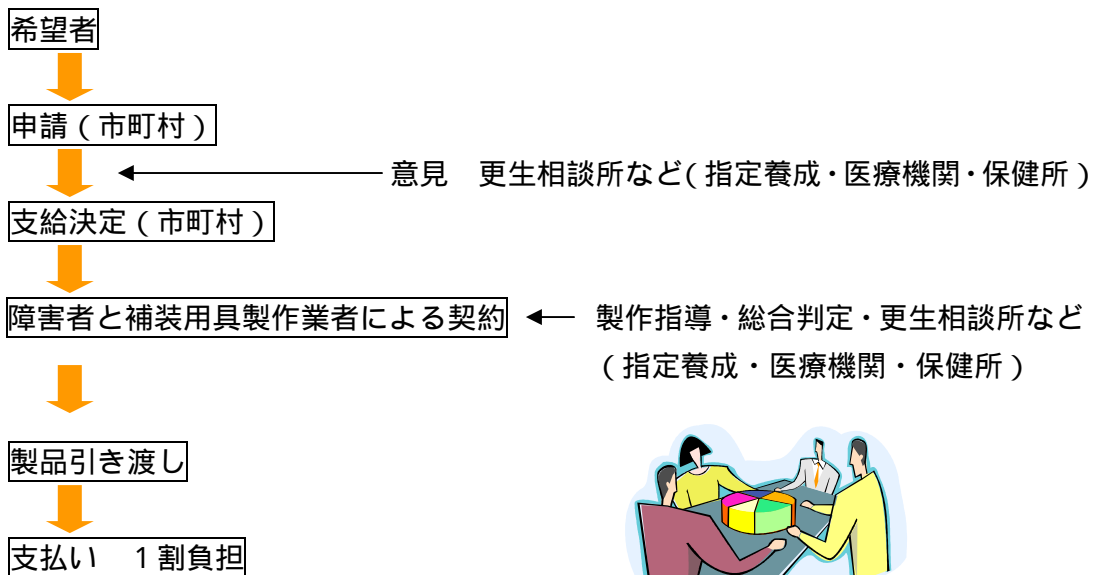 希望者
申請(市町村)
意見　更生相談所など(指定養成・医療機関・保健所)
支給決定(市町村)
障害者と補装用具製作業者による契約
製作指導・総合判定・更生相談所など
(指定養成・医療機関・保健所)
製品引き渡し
支払い　1割負担